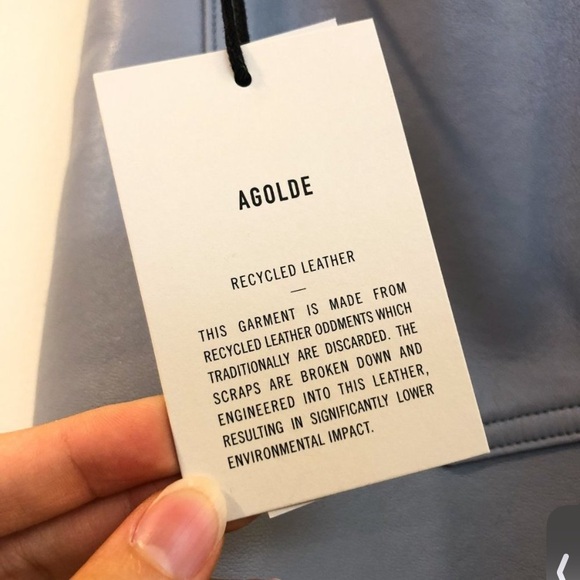 AGOLDE
RECYCLED LEATHER
—
THIS GARMENT IS MADE FROM
RECYCLED LEATHER ODDMENTS WHICH
TRADITIONALLY ARE DISCARDED. THE
SCRAPS ARE BROKEN DOWN AND
ENGINEERED INTO THIS LEATHER,
RESULTING IN SIGNIFICANTLY LOWER
ENVIRONMENTAL IMPACT.